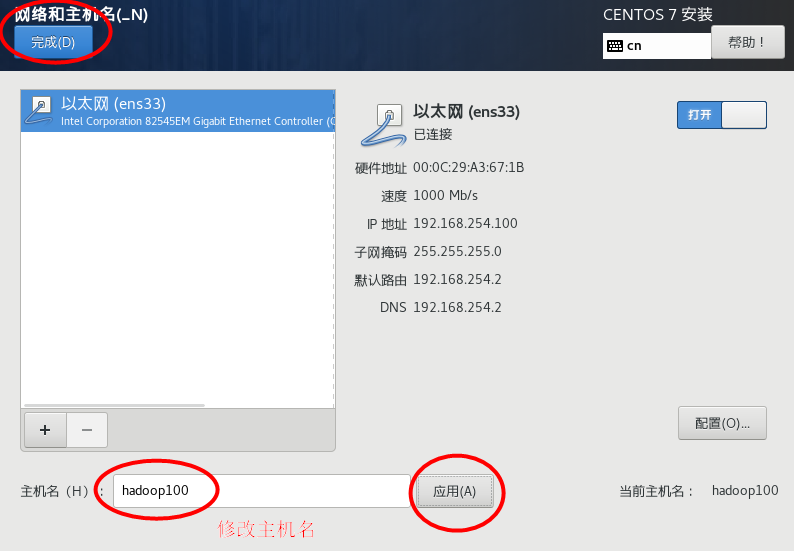 网络和主机名(_N)
CENTOS 7 安装
完成(D)
cn
帮助！
以太网 (ens33)
Intel Corporation 82545EM Gigabit Ethernet Controller (C
以太网 (ens33)
已连接
打开
硬件地址 00:0C:29:A3:67:1B
速度 1000 Mb/s
IP 地址 192.168.254.100
子网掩码 255.255.255.0
默认路由 192.168.254.2
DNS 192.168.254.2
+ −
配置(O)...
主机名（H）： hadoop100 应用(A) 当前主机名： hadoop100
修改主机名